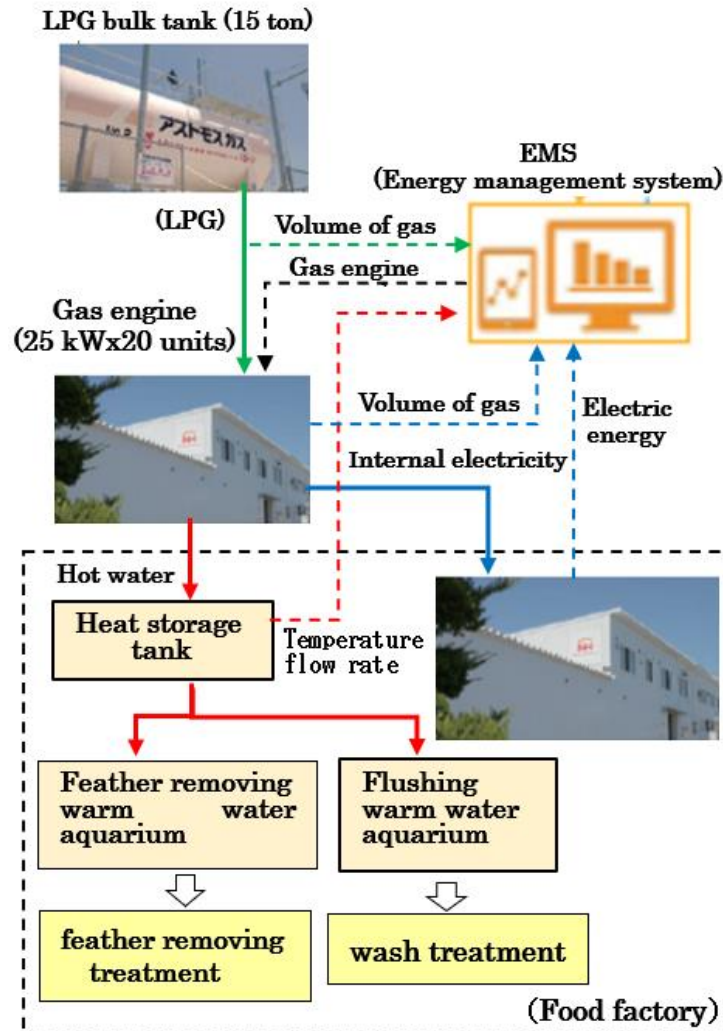 LPG bulk tank (15 ton)
アストモスガス
EMS
(Energy management system)
(LPG)
Volume of gas
Gas engine
Gas engine
(25 kWx20 units)
Volume of gas
Electric
energy
Internal electricity
Hot water
Heat storage
tank
Temperature
flow rate
Feather removing
warm water
aquarium
Flushing
warm water
aquarium
feather removing
treatment
wash treatment
(Food factory)